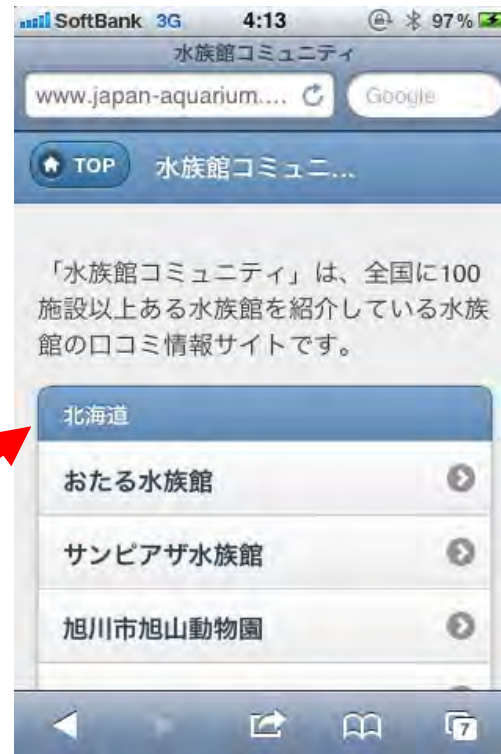 SoftBank 3G 4:13 97%
水族館コミュニティ
www.japan-aquarium.... Google
TOP 水族館コミュニ...
「水族館コミュニティ」は、全国に100
施設以上ある水族館を紹介している水族
館の口コミ情報サイトです。
北海道
おたる水族館
サンピアザ水族館
旭川市旭山動物園
7